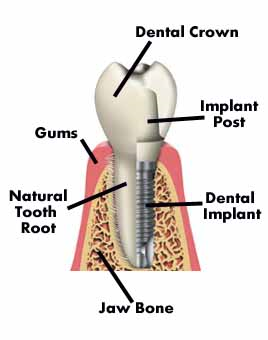 Dental Crown
Implant
Post
Gums
Natural
Tooth
Root
Dental
Implant
Jaw Bone